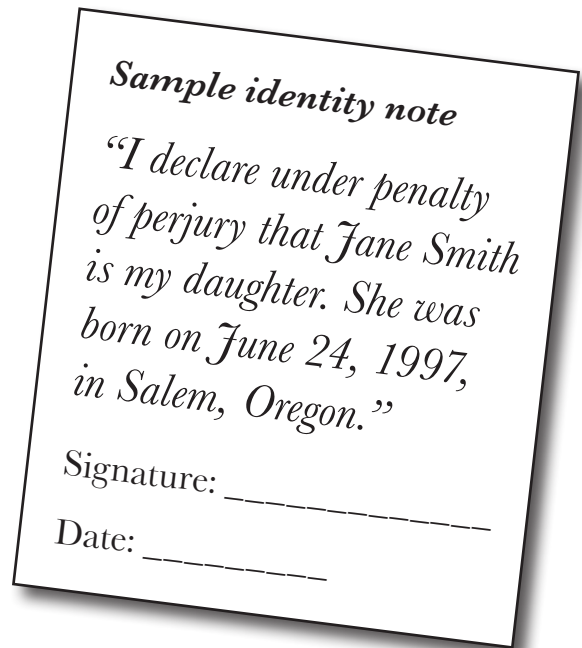 Sample identity note
“I declare under penalty
of perjury that Jane Smith
is my daughter. She was
born on June 24, 1997,
in Salem, Oregon.”
Signature: _____________
Date: _________